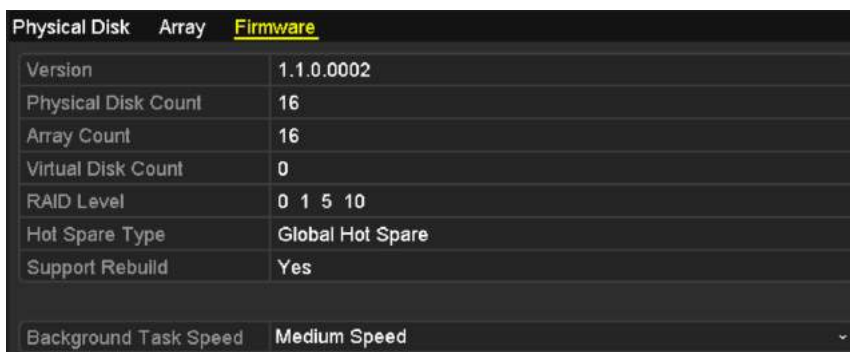 Physical Disk Array Firmware
Version 1.1.0.0002
Physical Disk Count 16
Array Count 16
Virtual Disk Count 0
RAID Level 0 1 5 10
Hot Spare Type Global Hot Spare
Support Rebuild Yes
Background Task Speed Medium Speed